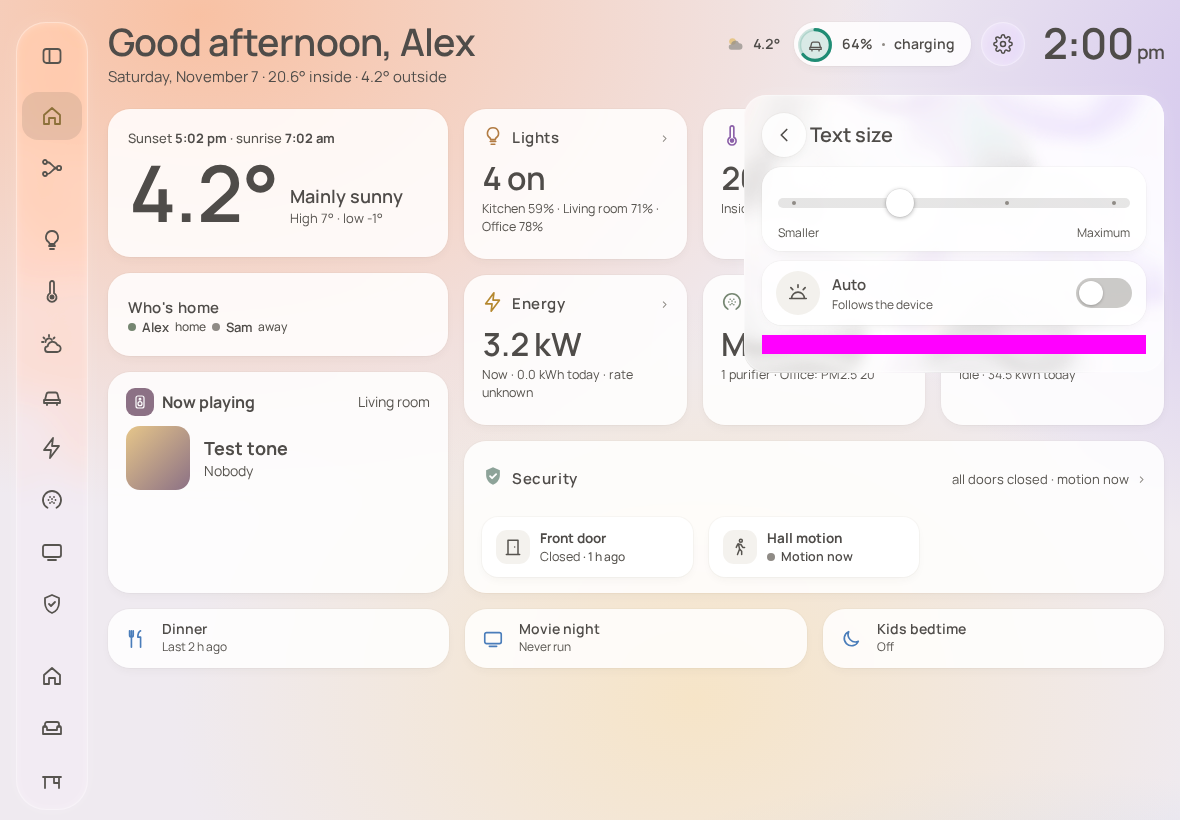 Good afternoon, Alex
Saturday, November 7 · 20.6° inside · 4.2° outside
4.2°
64% • charging
2:00 pm
Sunset 5:02 pm · sunrise 7:02 am
4.2°
Mainly sunny
High 7° · low -1°
Lights
4 on
Kitchen 59% · Living room 71% ·
Office 78%
Text size
Smaller
Maximum
Auto
Follows the device
Who's home
Alex home Sam away
Energy
3.2 kW
Now · 0.0 kWh today · rate
unknown
1 purifier · Office: PM2.5 20
Idle · 34.5 kWh today
Now playing
Living room
Test tone
Nobody
Security
all doors closed · motion now
Front door
Closed · 1 h ago
Hall motion
Motion now
Dinner
Last 2 h ago
Movie night
Never run
Kids bedtime
Off